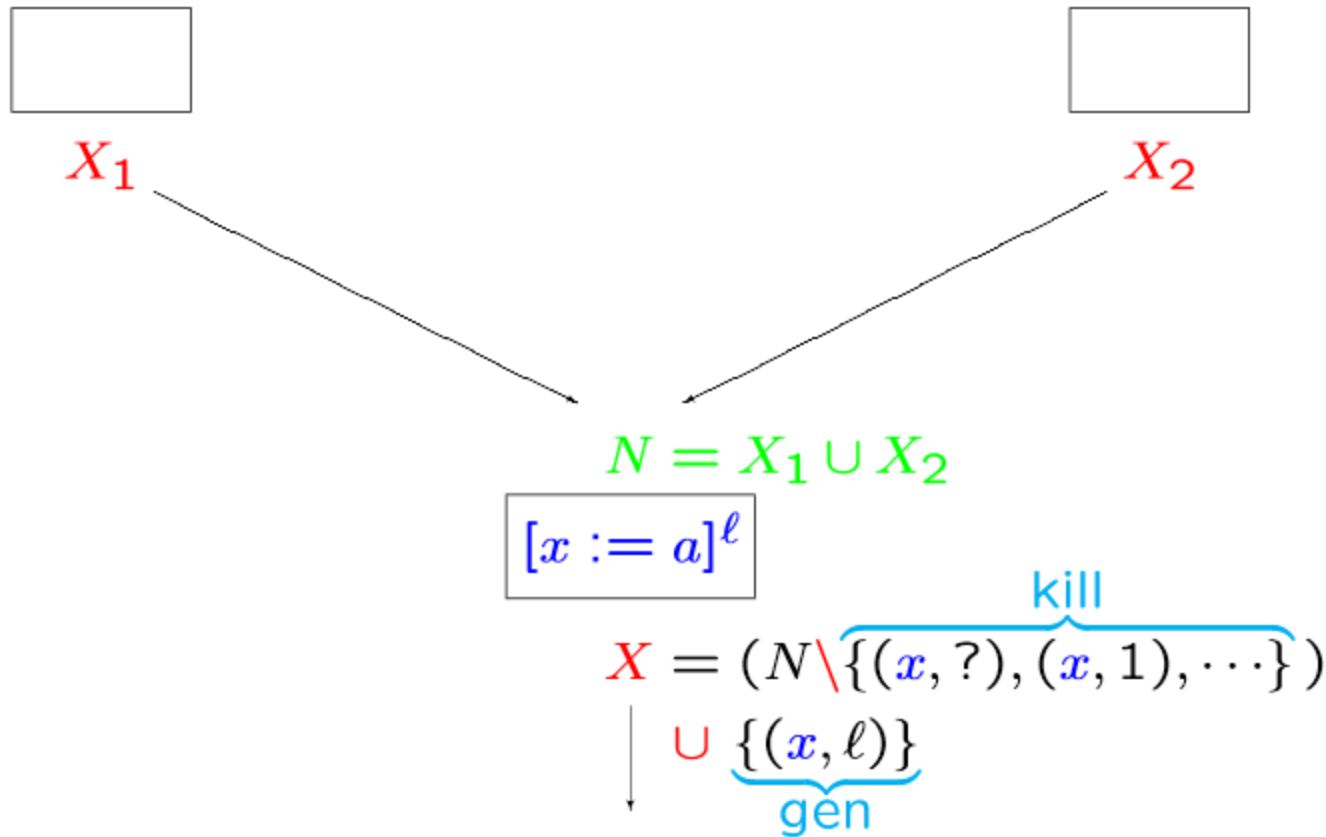 X₁ X₂
N = X₁ ∪ X₂
[x := a]^ℓ
kill
X = (N\{(x, ?), (x, 1), ⋯})
∪ {(x, ℓ)}
gen